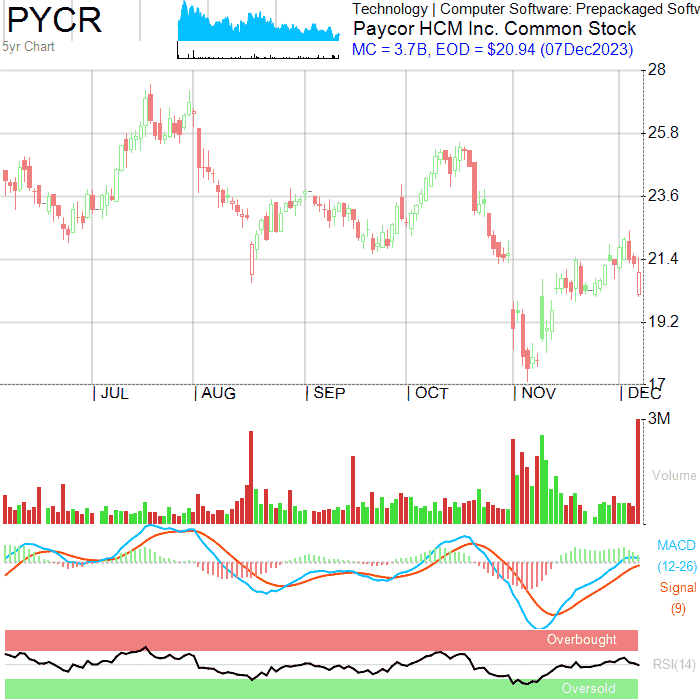 PYCR
5yr Chart
Technology | Computer Software: Prepackaged Softw
Paycor HCM Inc. Common Stock
MC = 3.7B, EOD = $20.94 (07Dec2023)
28
25.8
23.6
21.4
19.2
17
JUL
AUG
SEP
OCT
NOV
DEC
3M
Volume
MACD
(12-26)
Signal
(9)
Overbought
RSI(14)
Oversold